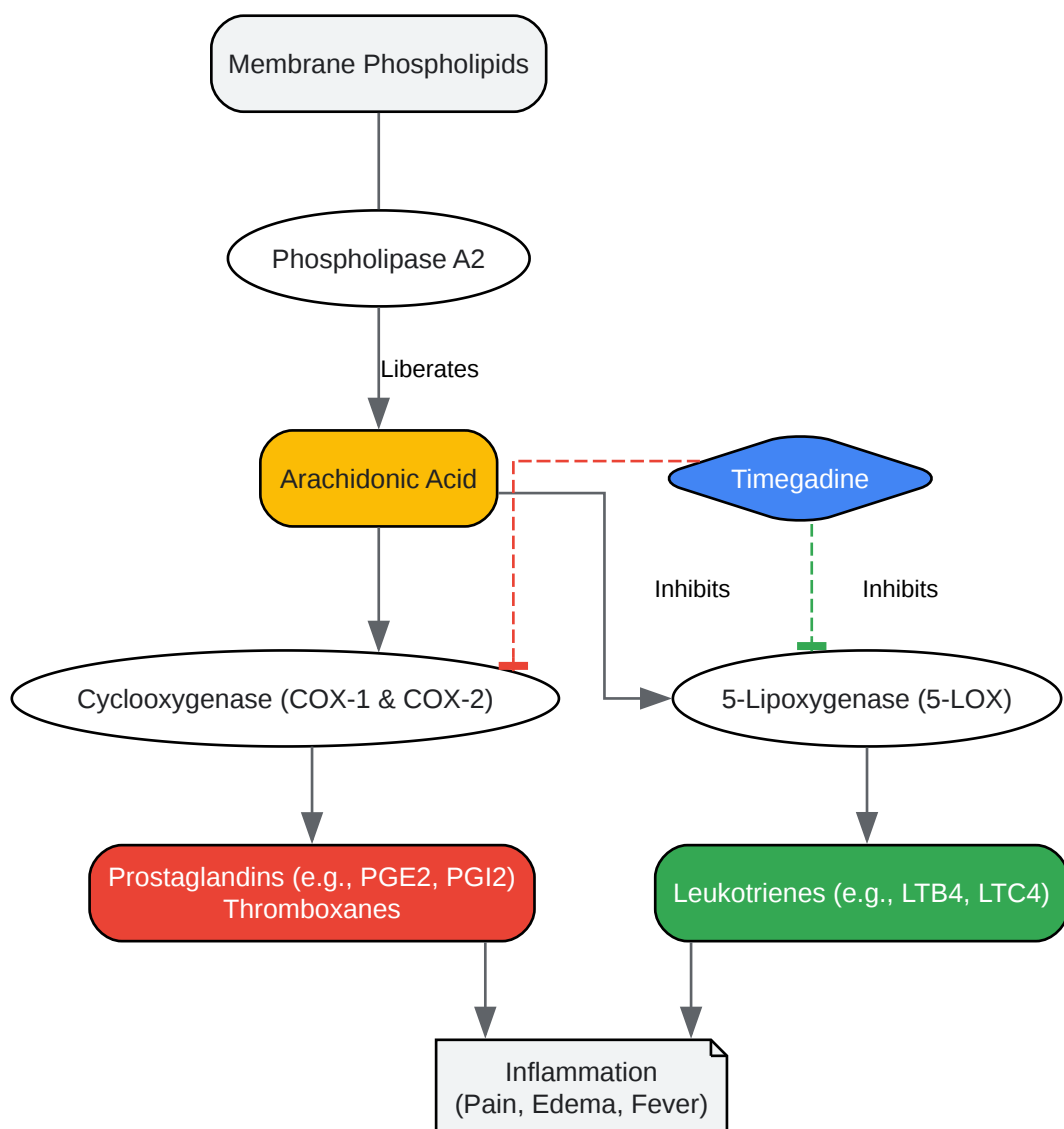 Membrane Phospholipids
Phospholipase A2
Liberates
Arachidonic Acid
Timegadine
Inhibits
Inhibits
Cyclooxygenase (COX-1 & COX-2)
5-Lipoxygenase (5-LOX)
Prostaglandins (e.g., PGE2, PGI2)
Thromboxanes
Leukotrienes (e.g., LTB4, LTC4)
Inflammation
(Pain, Edema, Fever)